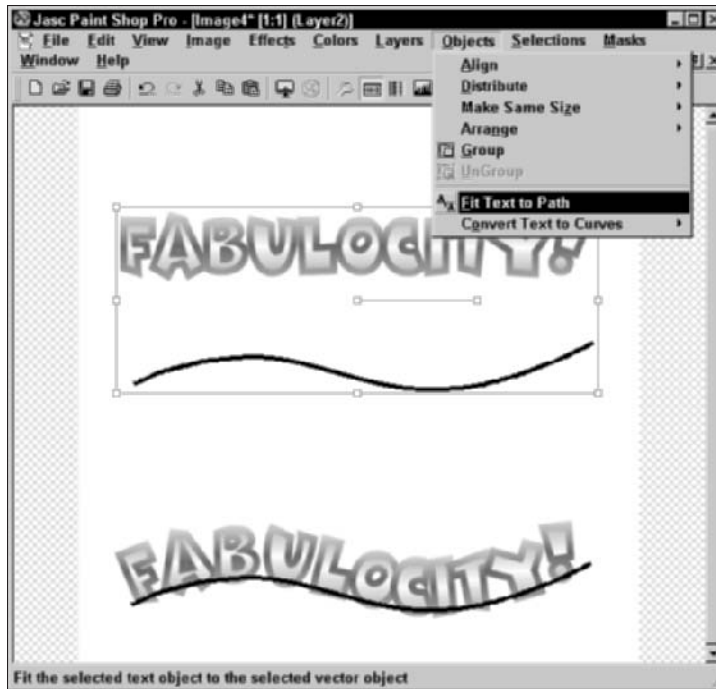 Jasc Paint Shop Pro - [Image4* [1:1] (Layer2)]
File Edit View Image Effects Colors Layers Objects Selections Masks
Window Help
Align
Distribute
Make Same Size
Arrange
Group
UnGroup
Fit Text to Path
Convert Text to Curves
FABULOCITY!
FABULOCITY!
Fit the selected text object to the selected vector object